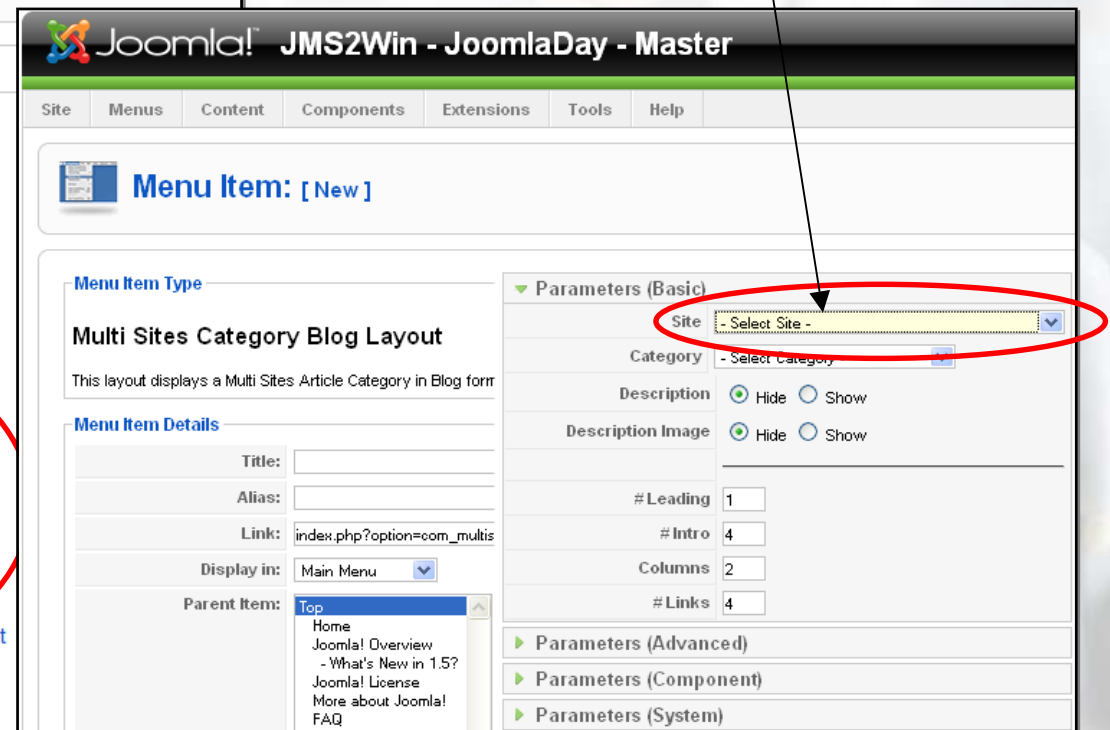 Joomla!™ JMS2Win - JoomlaDay - Master
Site Menus Content Components Extensions Tools Help
Menu Item: [ New ]
Menu Item Type
Multi Sites Category Blog Layout
This layout displays a Multi Sites Article Category in Blog form
Menu Item Details
Title:
Alias:
Link: index.php?option=com_multis
Display in: Main Menu
Parent Item: Top
Home
Joomla! Overview
- What's New in 1.5?
Joomla! License
More about Joomla!
FAQ
Parameters (Basic)
Site - Select Site -
Category - Select Category -
Description Hide Show
Description Image Hide Show
# Leading 1
# Intro 4
Columns 2
# Links 4
Parameters (Advanced)
Parameters (Component)
Parameters (System)
t